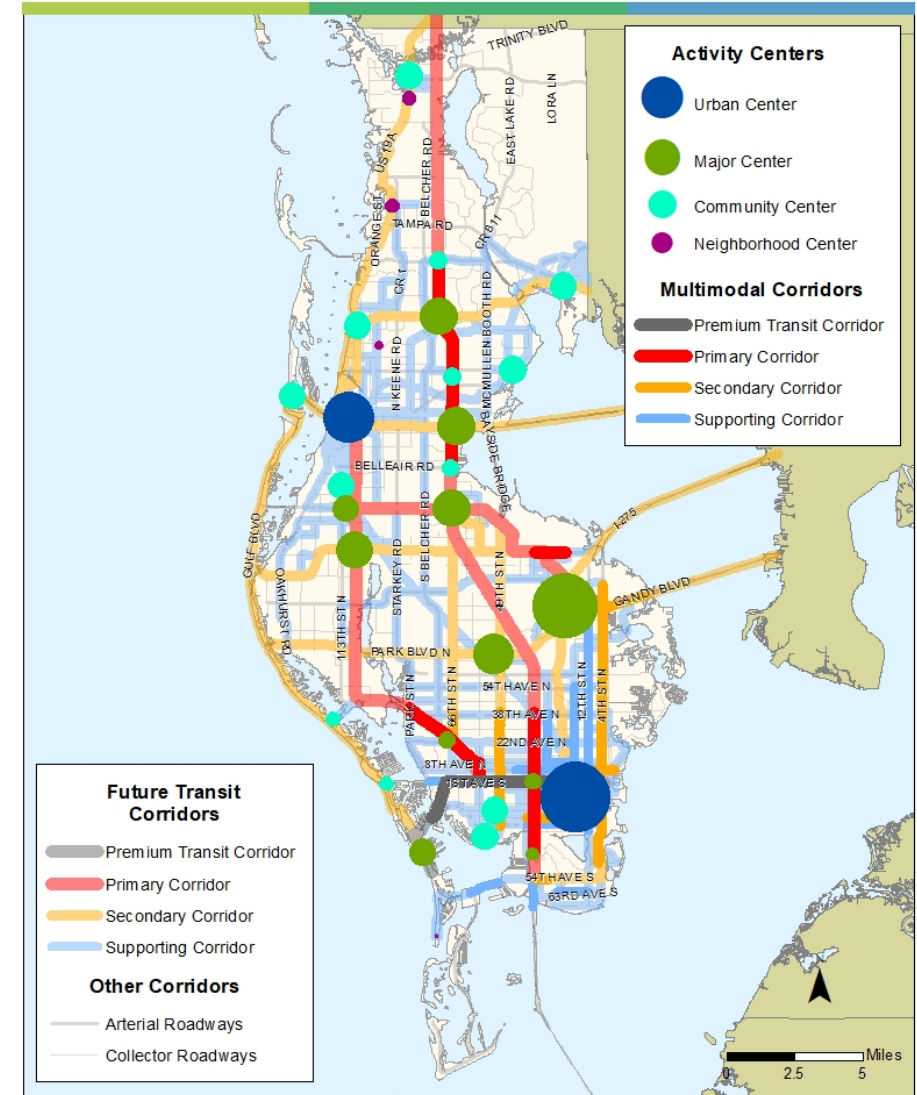 TRINITY BLVD
EAST LAKE RD
LORA LN
US 19A
BELCHER RD
ORANGE ST
TAMPA RD
CR 611
CR 1
N KEENE RD
MCMULLEN BOOTH RD
BAYSIDE BRIDGE
BELLEAIR RD
GULF BLVD
OAKHURST RD
113TH ST N
STARKEY RD
S BELCHER RD
49TH ST N
I-275
GANDY BLVD
PARK BLVD N
PARK ST N
66TH ST N
54TH AVE N
38TH AVE N
22ND AVE N
12TH ST N
4TH ST N
8TH AVE N
1ST AVE S
54TH AVE S
63RD AVE S
Activity Centers
Urban Center
Major Center
Community Center
Neighborhood Center
Multimodal Corridors
Premium Transit Corridor
Primary Corridor
Secondary Corridor
Supporting Corridor
Future Transit
Corridors
Premium Transit Corridor
Primary Corridor
Secondary Corridor
Supporting Corridor
Other Corridors
Arterial Roadways
Collector Roadways
Miles
0 2.5 5